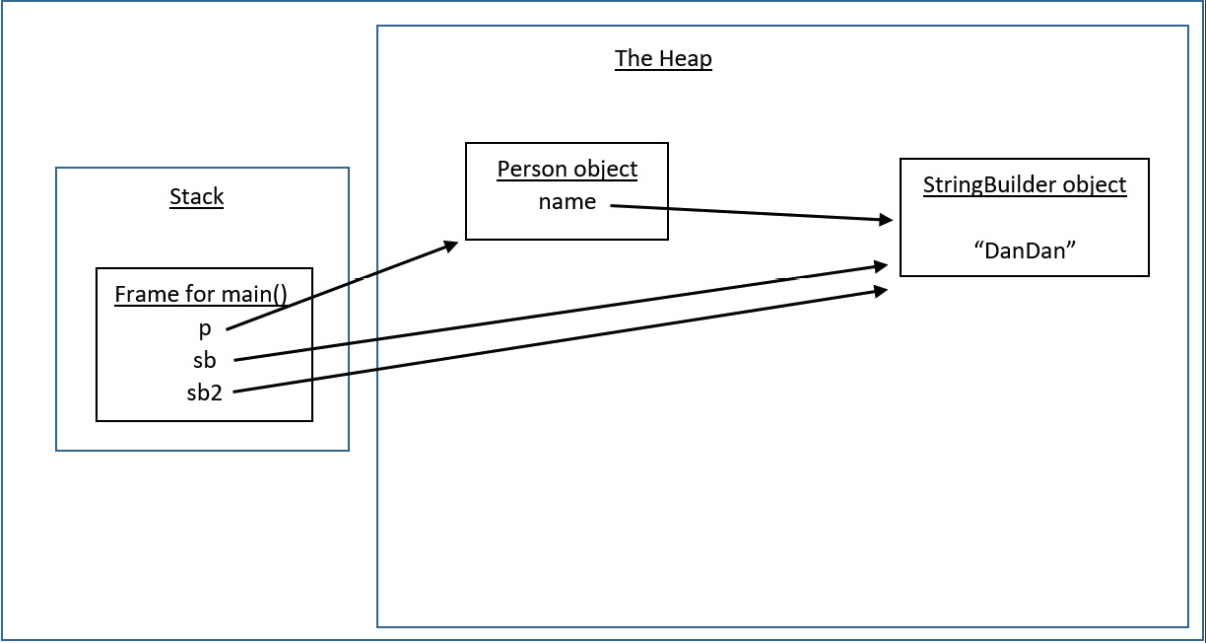 The Heap
Stack
Frame for main()
p
sb
sb2
Person object
name
StringBuilder object
“DanDan”